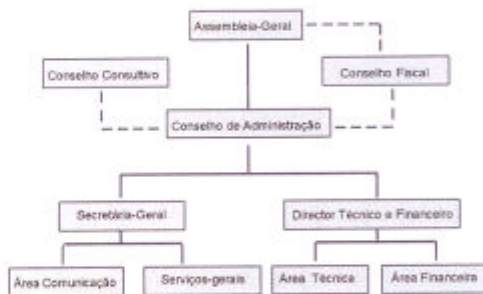 Assembleia-Geral
Conselho Consultivo
Conselho Fiscal
Conselho de Administração
Secretária-Geral
Director Técnico e Financeiro
Área Comunicação
Serviços-gerais
Área Técnica
Área Financeira